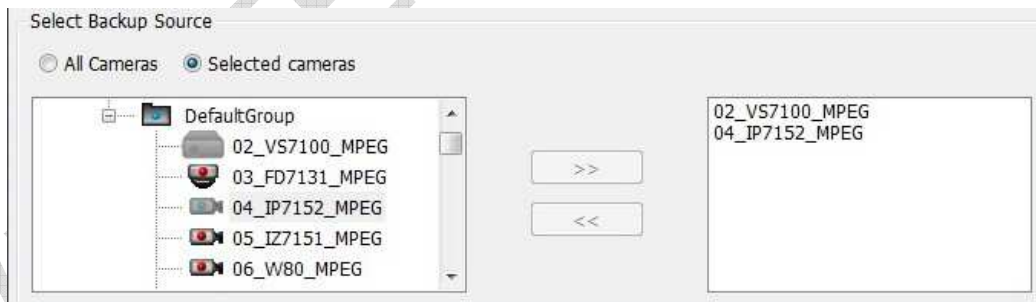 Select Backup Source
All Cameras Selected cameras
DefaultGroup
02_VS7100_MPEG
03_FD7131_MPEG
04_IP7152_MPEG
05_IZ7151_MPEG
06_W80_MPEG
>>
<<
02_VS7100_MPEG
04_IP7152_MPEG